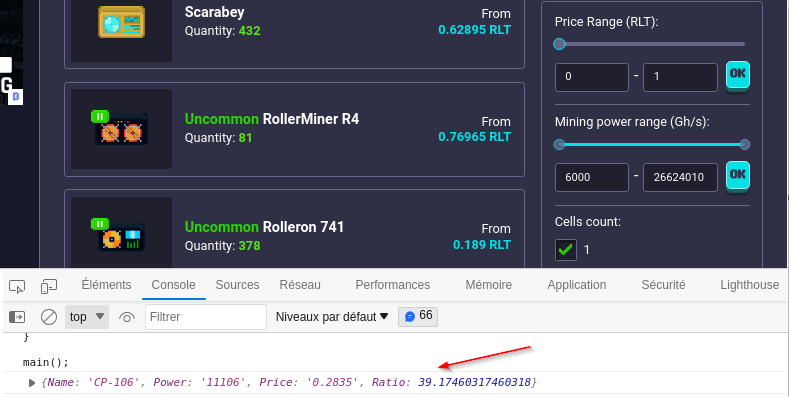 Scarabey
Quantity: 432
From
0.62895 RLT
G
Uncommon RollerMiner R4
Quantity: 81
From
0.76965 RLT
Uncommon Rolleron 741
Quantity: 378
From
0.189 RLT
Price Range (RLT):
0 - 1 OK
Mining power range (Gh/s):
6000 - 26624010 OK
Cells count:
1
Éléments Console Sources Réseau Performances Mémoire Application Sécurité Lighthouse
top Filtrer Niveaux par défaut 66
}
main();
{Name: 'CP-106', Power: '11106', Price: '0.2835', Ratio: 39.17460317460318}